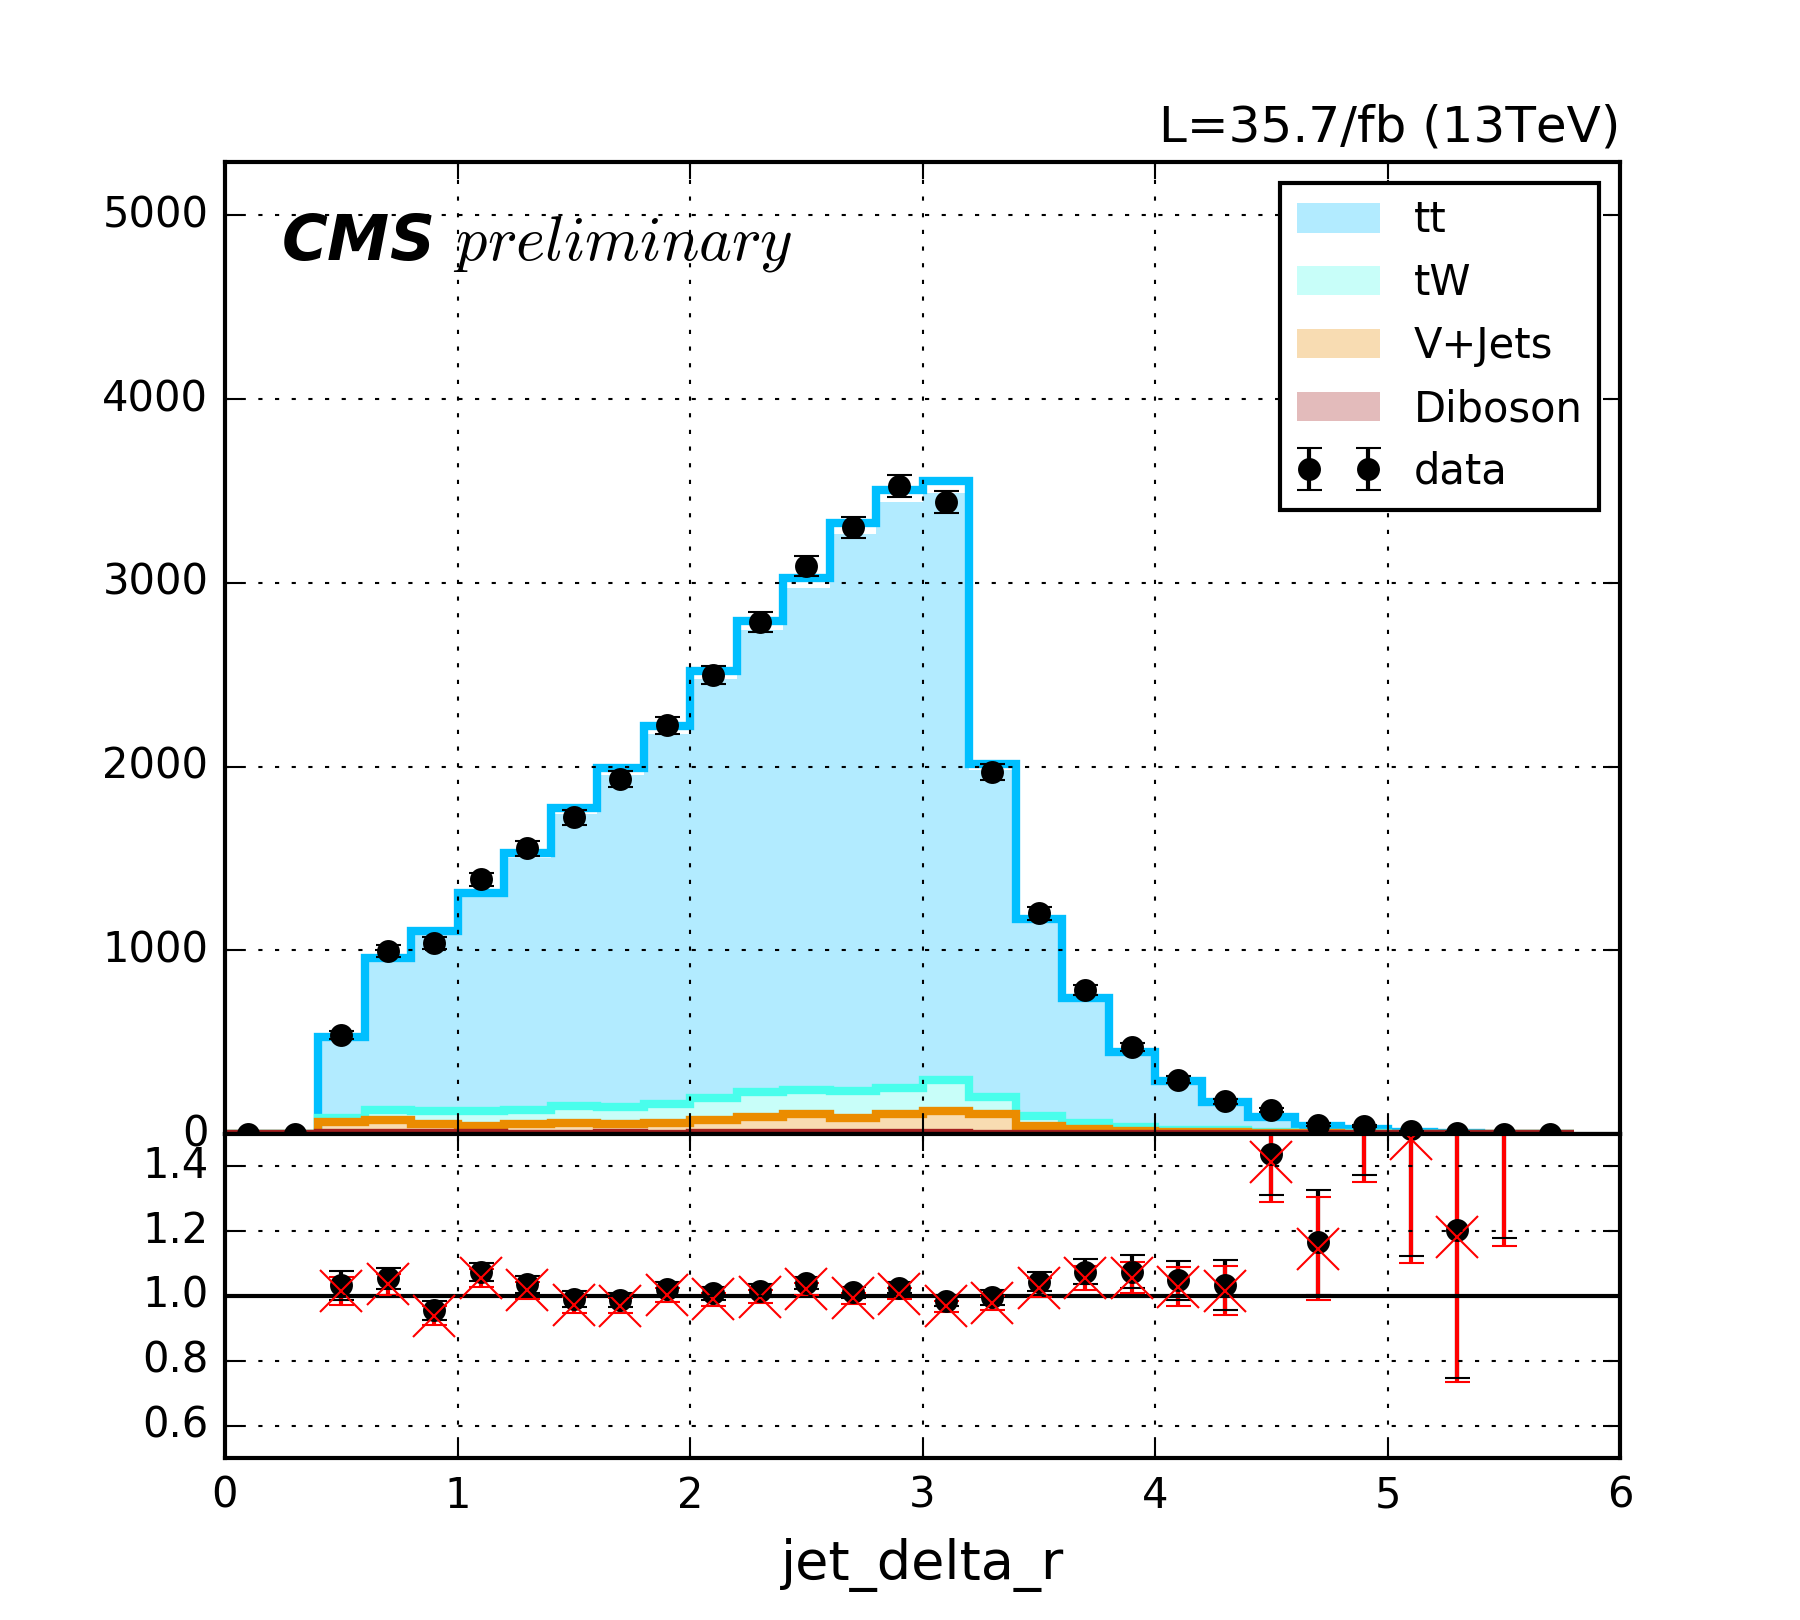 L=35.7/fb (13TeV)
CMS preliminary
tt
tW
V+Jets
Diboson
data
5000
4000
3000
2000
1000
0
1.4
1.2
1.0
0.8
0.6
0 1 2 3 4 5 6
jet_delta_r